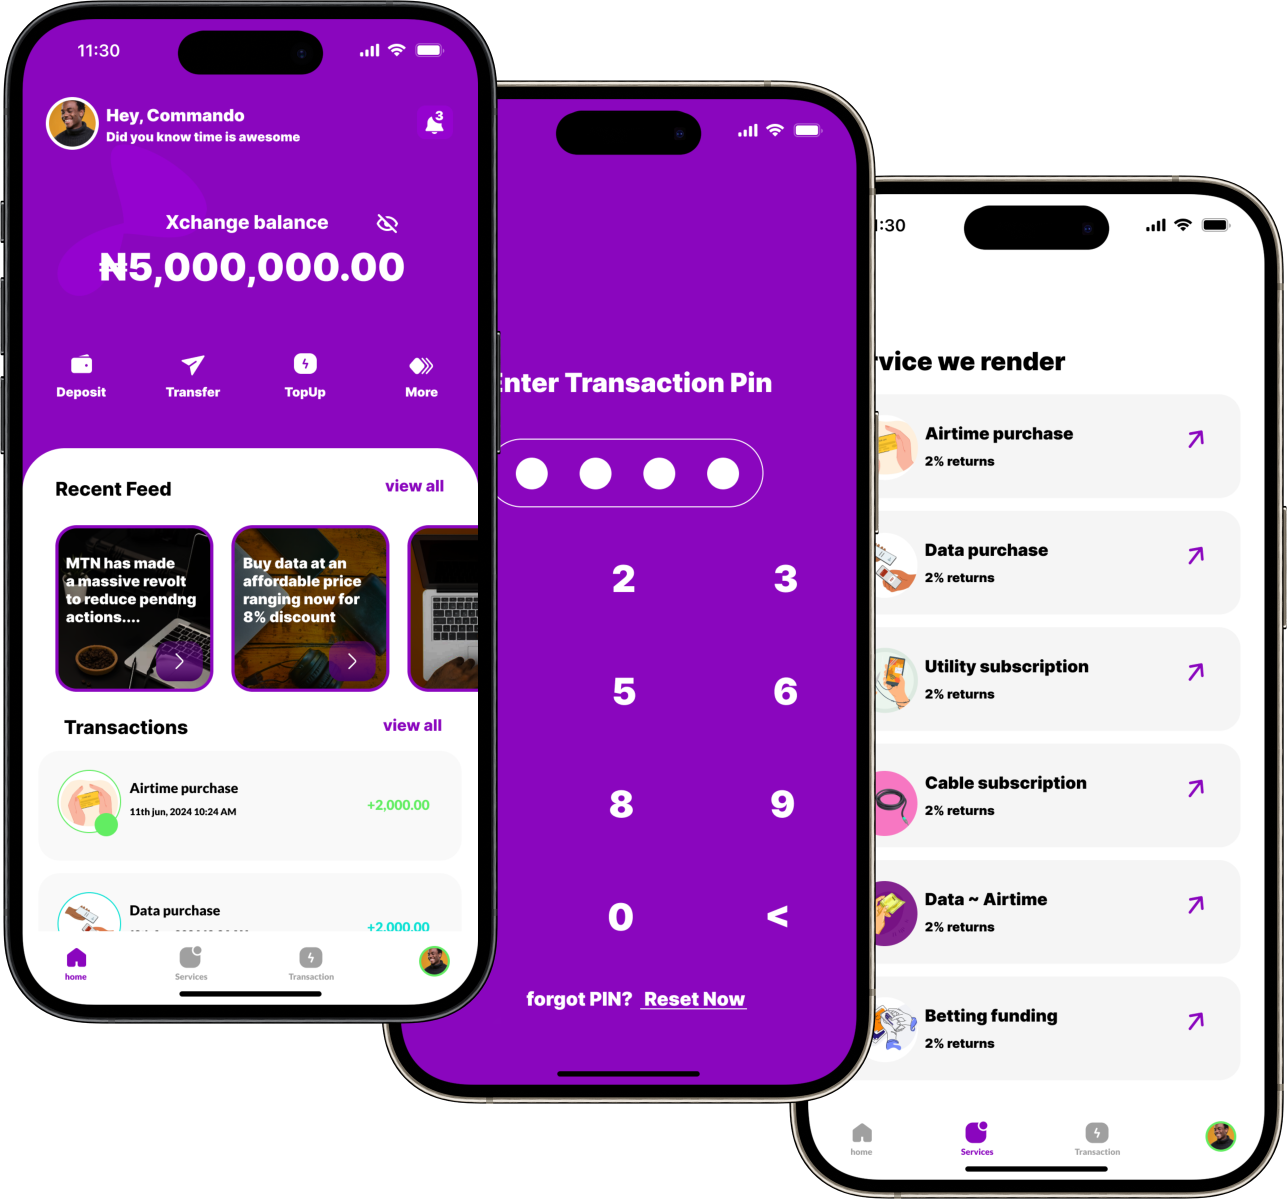 11:30
Hey, Commando
3
Did you know time is awesome
Xchange balance
₦5,000,000.00
Deposit Transfer TopUp More
Recent Feed view all
MTN has made
a massive revolt
to reduce pendng
actions....
Buy data at an
affordable price
ranging now for
8% discount
Transactions view all
Airtime purchase
11th jun, 2024 10:24 AM
+2,000.00
Data purchase
+2,000.00
home Services Transaction
Enter Transaction Pin
2 3
5 6
8 9
0 <
forgot PIN? Reset Now
1:30
rvice we render
Airtime purchase
2% returns
Data purchase
2% returns
Utility subscription
2% returns
Cable subscription
2% returns
Data ~ Airtime
2% returns
Betting funding
2% returns
home Services Transaction